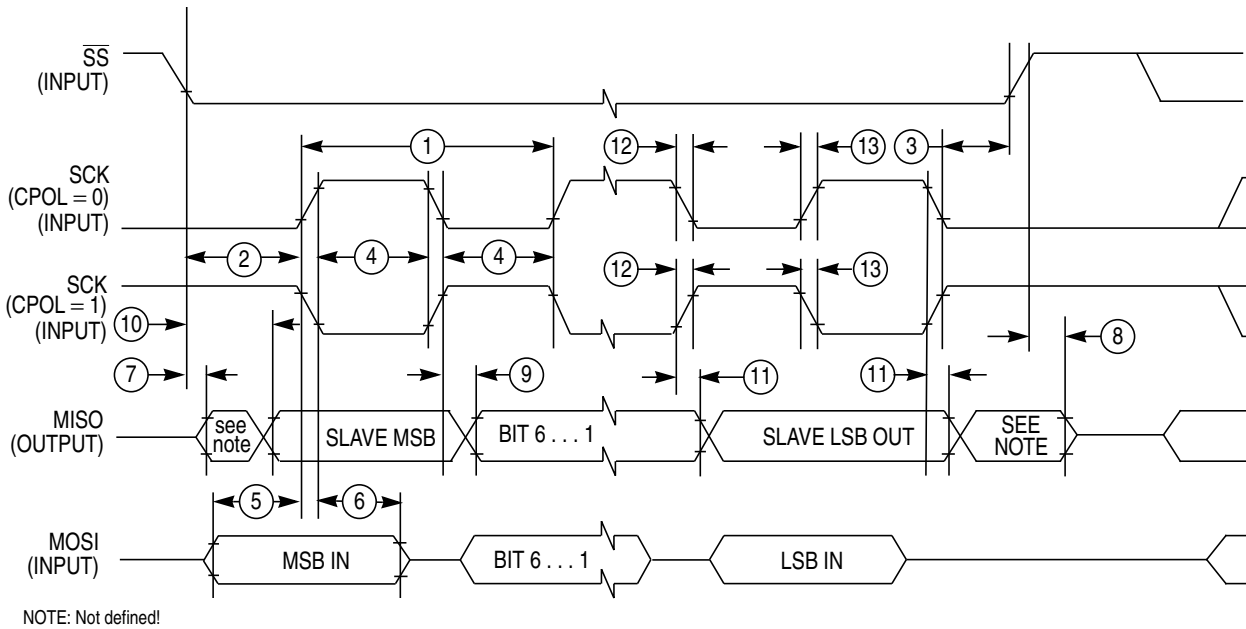 SS
(INPUT)
1
12
13
3
SCK
(CPOL = 0)
(INPUT)
2
4
4
12
13
SCK
(CPOL = 1)
(INPUT)
10
8
7
9
11
11
MISO
(OUTPUT)
see
note
SLAVE MSB
BIT 6 . . . 1
SLAVE LSB OUT
SEE
NOTE
5
6
MOSI
(INPUT)
MSB IN
BIT 6 . . . 1
LSB IN
NOTE: Not defined!